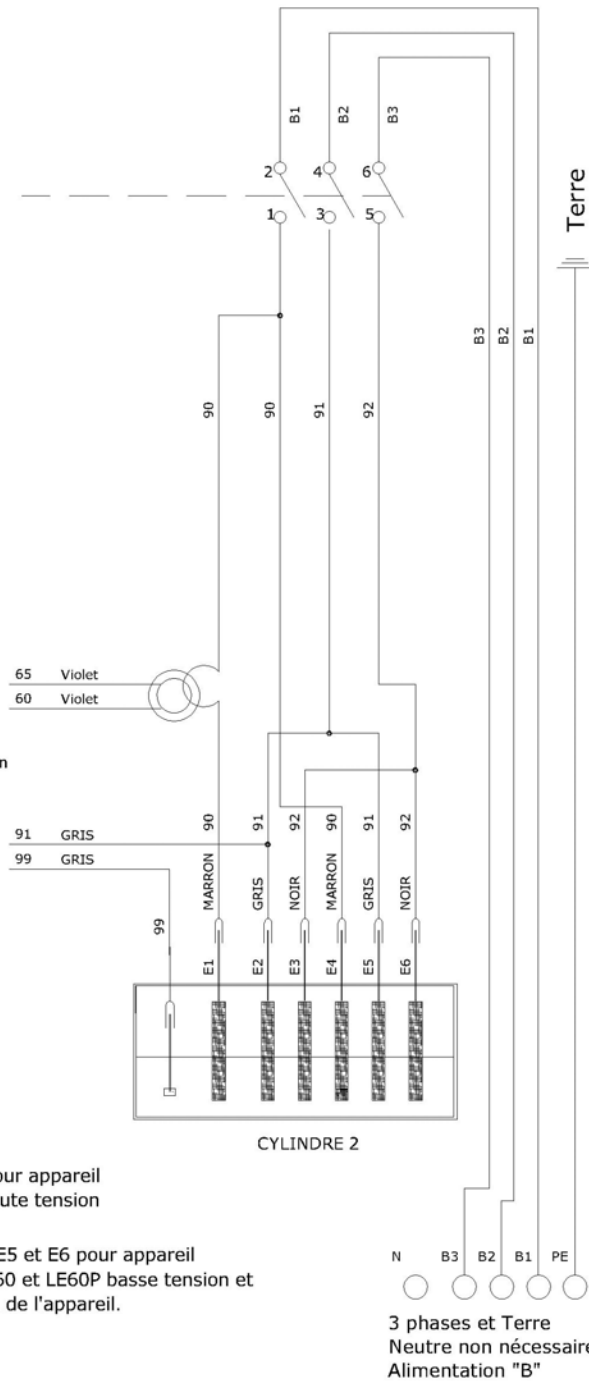 B1
B2
B3
2
4
6
1
3
5
Terre
B3
B2
B1
90
90
91
92
65 Violet
60 Violet
n
91 GRIS
99 GRIS
90
91
92
90
91
92
MARRON
GRIS
NOIR
MARRON
GRIS
NOIR
99
E1
E2
E3
E4
E5
E6
CYLINDRE 2
our appareil
ute tension
E5 et E6 pour appareil
60 et LE60P basse tension et
de l'appareil.
N B3 B2 B1 PE
3 phases et Terre
Neutre non nécessaire
Alimentation "B"